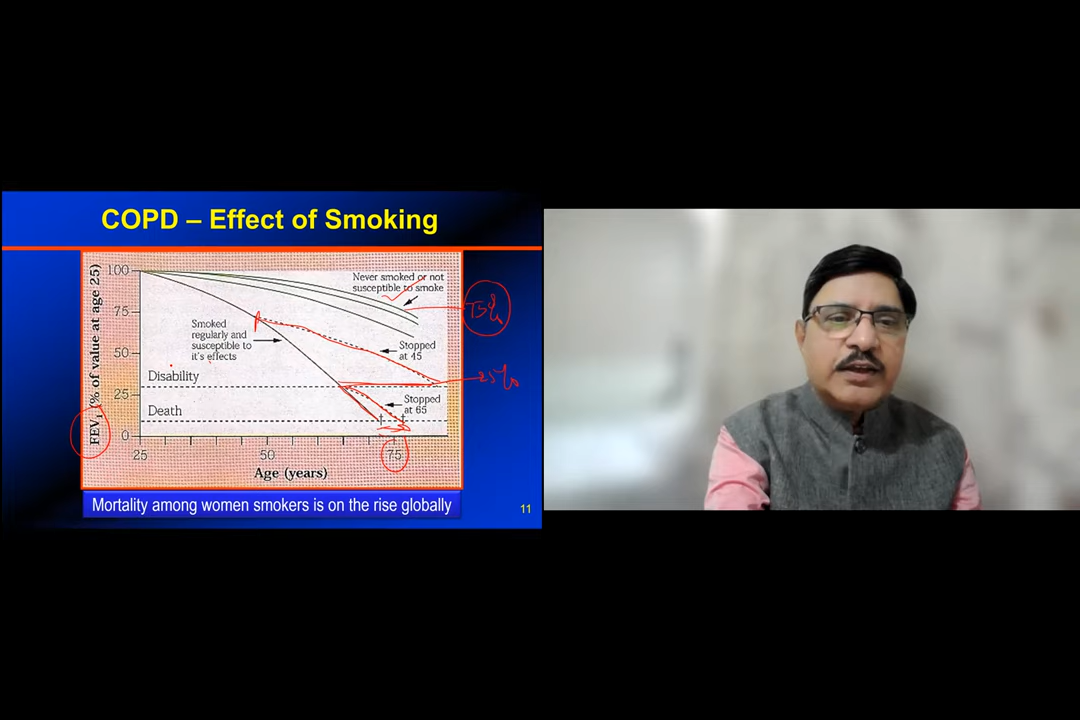 COPD – Effect of Smoking
FEV1 (% of value at age 25)
100
75
50
25
0
Never smoked or not
susceptible to smoke
75%
Smoked
regularly and
susceptible to
it's effects
Stopped
at 45
Disability
25%
Stopped
at 65
Death
25
50
75
Age (years)
Mortality among women smokers is on the rise globally
11